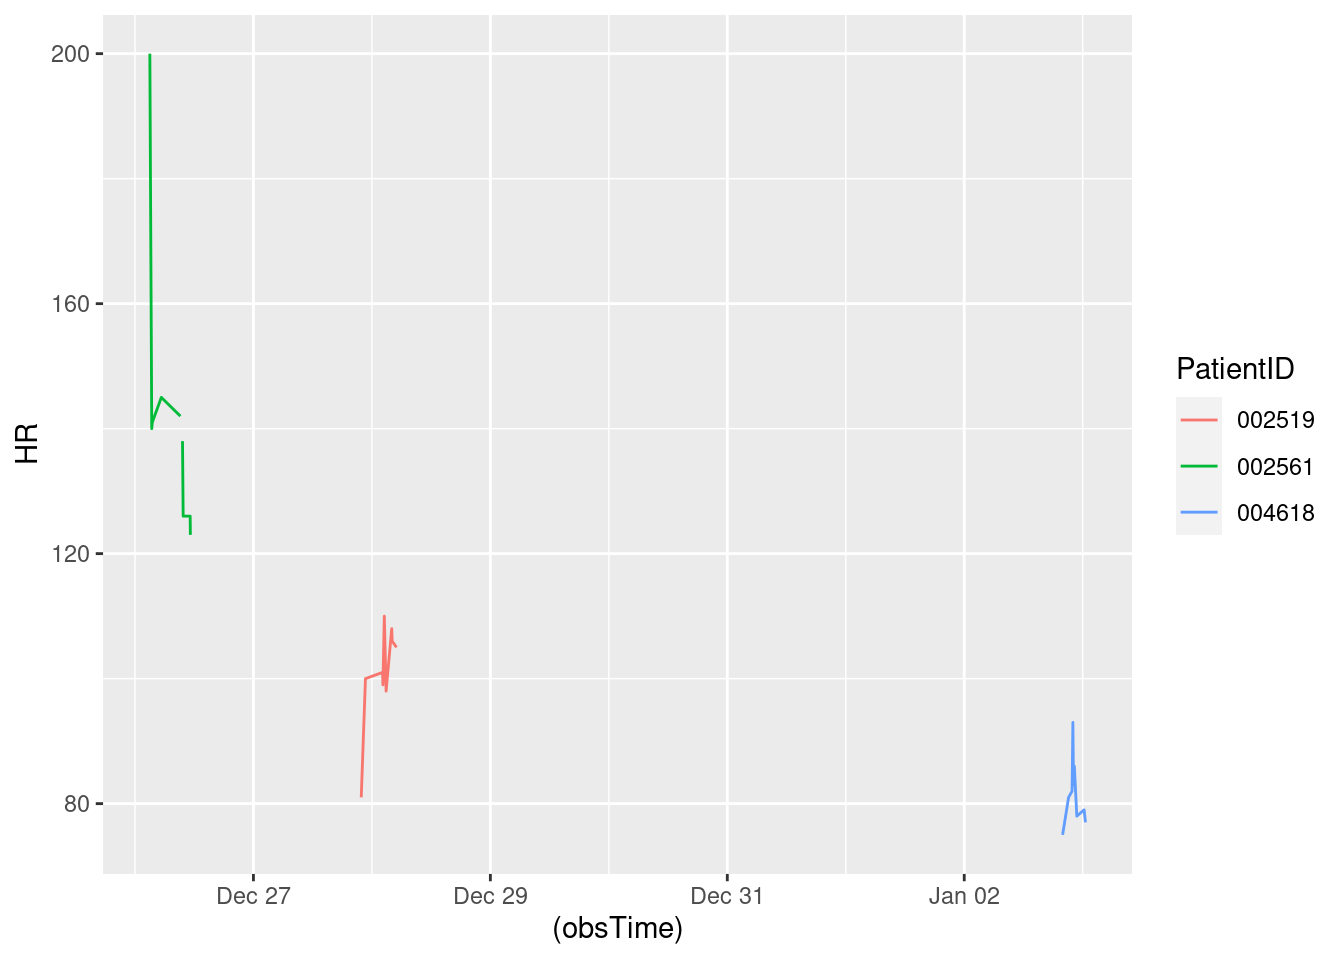 200
160
120
80
HR
Dec 27
Dec 29
Dec 31
Jan 02
(obsTime)
PatientID
002519
002561
004618